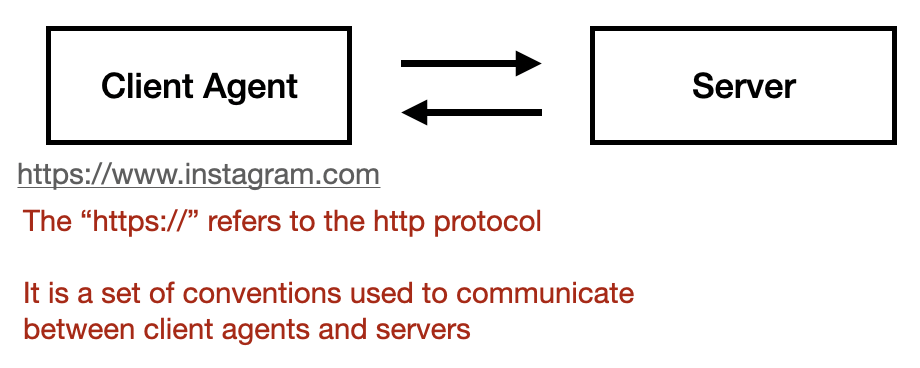 Client Agent
Server
https://www.instagram.com
The “https://” refers to the http protocol
It is a set of conventions used to communicate
between client agents and servers